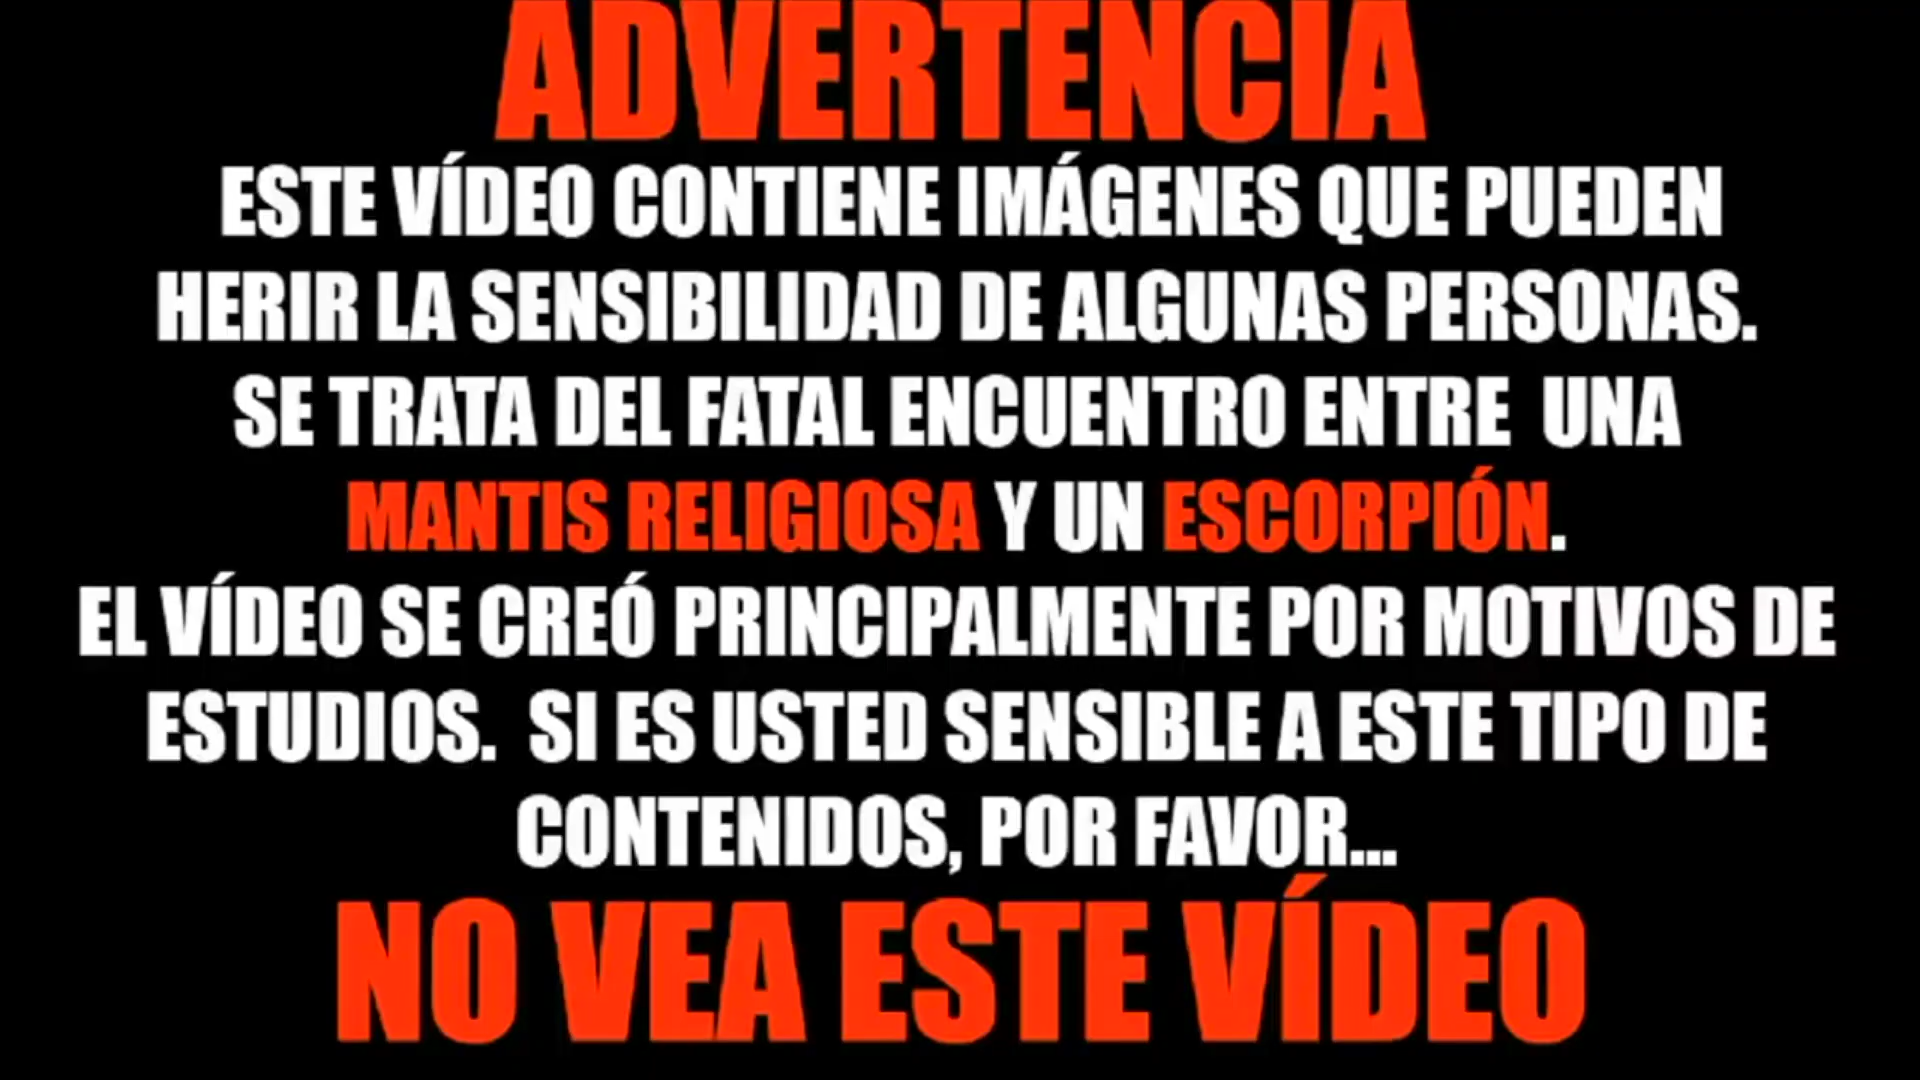 ADVERTENCIA
ESTE VÍDEO CONTIENE IMÁGENES QUE PUEDEN
HERIR LA SENSIBILIDAD DE ALGUNAS PERSONAS.
SE TRATA DEL FATAL ENCUENTRO ENTRE  UNA
MANTIS RELIGIOSA Y UN ESCORPIÓN.
EL VÍDEO SE CREÓ PRINCIPALMENTE POR MOTIVOS DE
ESTUDIOS.  SI ES USTED SENSIBLE A ESTE TIPO DE
CONTENIDOS, POR FAVOR...
NO VEA ESTE VÍDEO